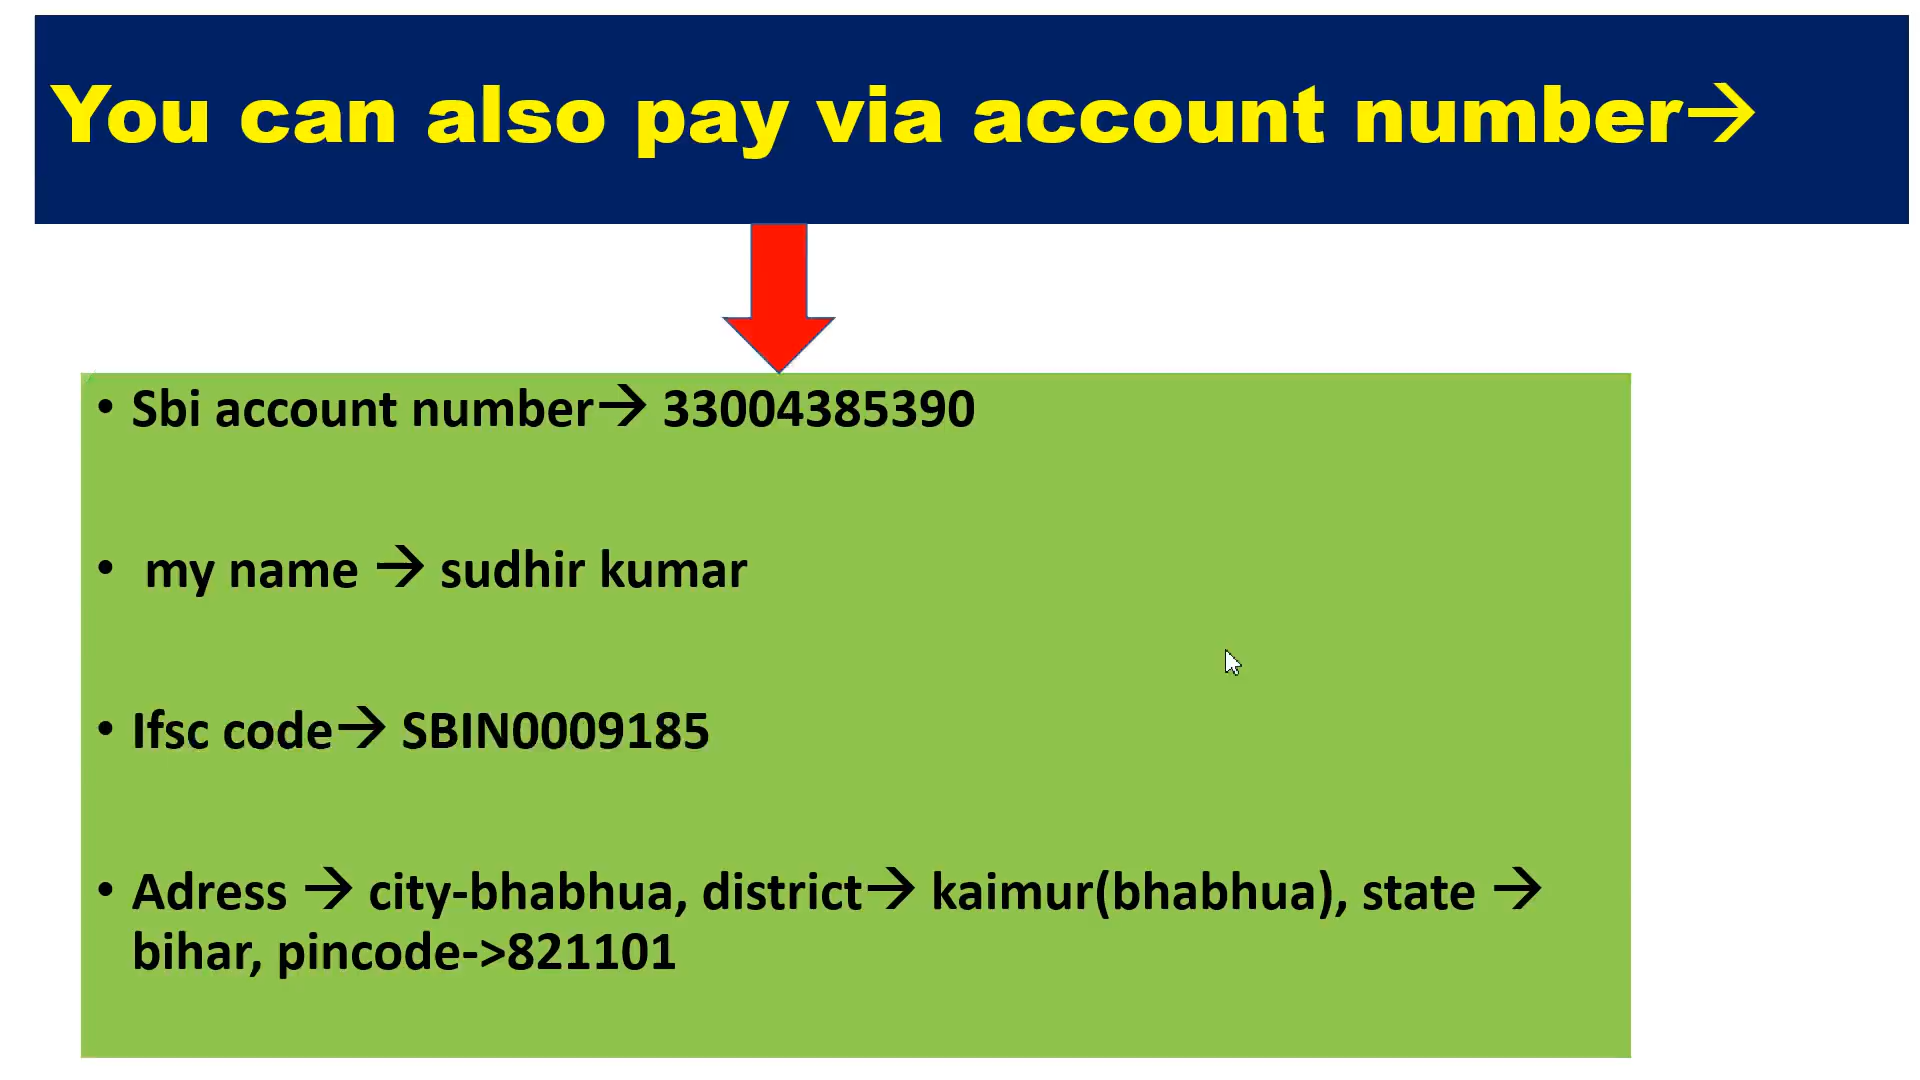 You can also pay via account number→
• Sbi account number→ 33004385390
• my name → sudhir kumar
• Ifsc code→ SBIN0009185
• Adress → city-bhabhua, district→ kaimur(bhabhua), state →
bihar, pincode->821101